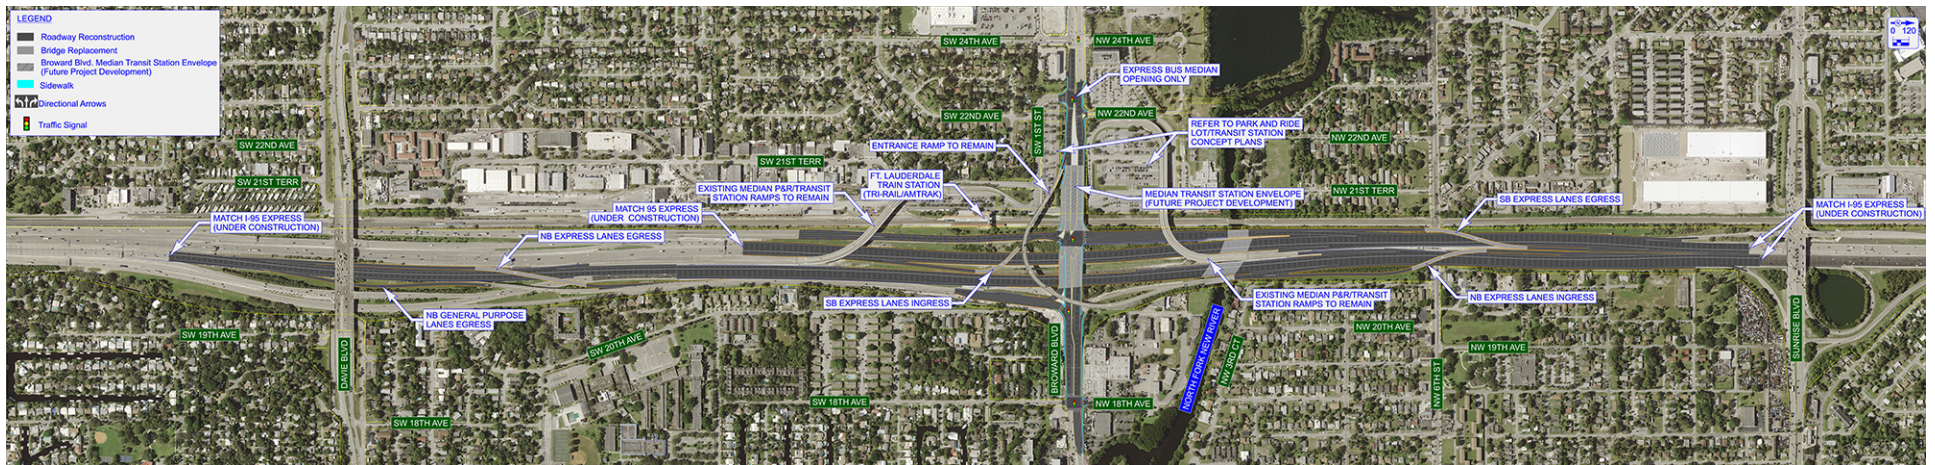 LEGEND
Roadway Reconstruction
Bridge Replacement
Broward Blvd. Median Transit Station Envelope
(Future Project Development)
Sidewalk
Directional Arrows
Traffic Signal
N
0 120
SW 24TH AVE
NW 24TH AVE
EXPRESS BUS MEDIAN
OPENING ONLY
SW 22ND AVE
NW 22ND AVE
SW 1ST ST
REFER TO PARK AND RIDE
LOT/TRANSIT STATION
CONCEPT PLANS
NW 22ND AVE
SW 22ND AVE
ENTRANCE RAMP TO REMAIN
SW 21ST TERR
SW 21ST TERR
FT. LAUDERDALE
TRAIN STATION
(TRI-RAIL/AMTRAK)
EXISTING MEDIAN P&R/TRANSIT
STATION RAMPS TO REMAIN
MEDIAN TRANSIT STATION ENVELOPE
(FUTURE PROJECT DEVELOPMENT)
NW 21ST TERR
SB EXPRESS LANES EGRESS
MATCH I-95 EXPRESS
(UNDER CONSTRUCTION)
MATCH 95 EXPRESS
(UNDER CONSTRUCTION)
MATCH I-95 EXPRESS
(UNDER CONSTRUCTION)
NB EXPRESS LANES EGRESS
SB EXPRESS LANES INGRESS
EXISTING MEDIAN P&R/TRANSIT
STATION RAMPS TO REMAIN
NB EXPRESS LANES INGRESS
NB GENERAL PURPOSE
LANES EGRESS
SW 19TH AVE
DAVIE BLVD
SW 20TH AVE
BROWARD BLVD
NORTH FORK NEW RIVER
NW 3RD CT
NW 20TH AVE
NW 19TH AVE
NW 6TH ST
SUNRISE BLVD
SW 18TH AVE
SW 18TH AVE
NW 18TH AVE